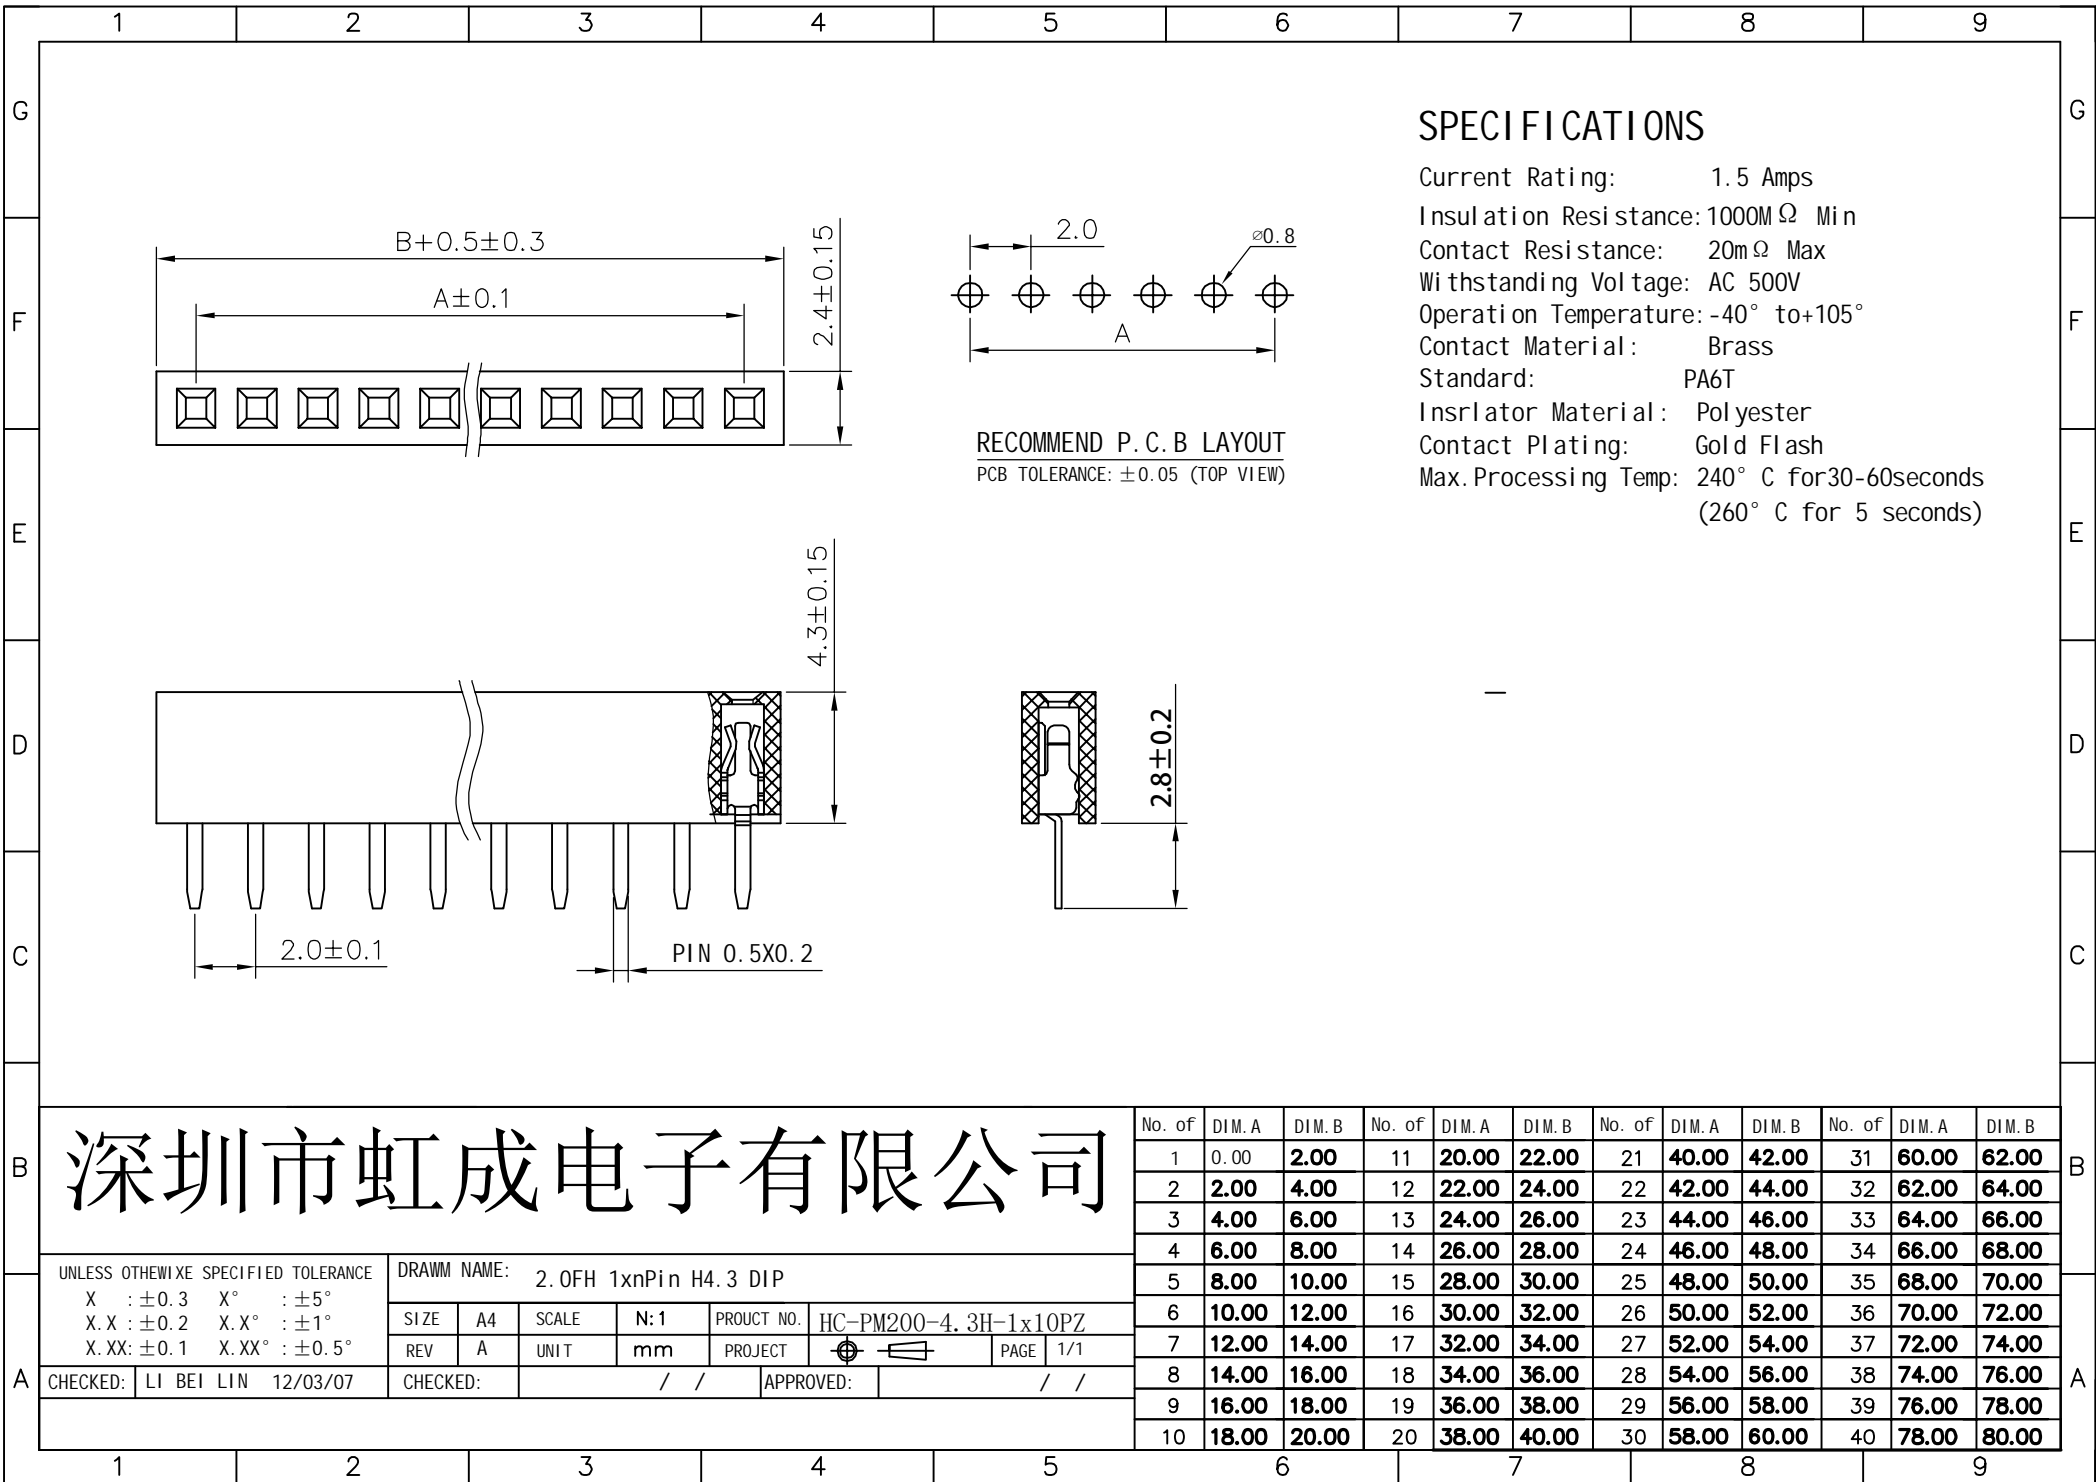 1 2 3 4 5 6 7 8 9
G G
F F
E E
D D
C C
B B
A A
B+0.5±0.3
A±0.1
2.4±0.15
2.0
⌀0.8
A
RECOMMEND P.C.B LAYOUT
PCB TOLERANCE: ±0.05 (TOP VIEW)
SPECIFICATIONS
Current Rating: 1.5 Amps
Insulation Resistance: 1000MΩ Min
Contact Resistance: 20mΩ Max
Withstanding Voltage: AC 500V
Operation Temperature: -40° to+105°
Contact Material: Brass
Standard: PA6T
Insrlator Material: Polyester
Contact Plating: Gold Flash
Max.Processing Temp: 240° C for30-60seconds
(260° C for 5 seconds)
4.3±0.15
2.8±0.2
2.0±0.1
PIN 0.5X0.2
深圳市虹成电子有限公司
UNLESS OTHEWIXE SPECIFIED TOLERANCE
X :±0.3 X° :±5°
X.X :±0.2 X.X° :±1°
X.XX:±0.1 X.XX° :±0.5°
DRAWM NAME: 2.0FH 1xnPin H4.3 DIP
SIZE A4 SCALE N:1 PROUCT NO. HC-PM200-4.3H-1x10PZ
REV A UNIT mm PROJECT PAGE 1/1
CHECKED: LI BEI LIN 12/03/07 CHECKED: / / APPROVED: / /
No. of DIM.A DIM.B No. of DIM.A DIM.B No. of DIM.A DIM.B No. of DIM.A DIM.B
1 0.00 2.00 11 20.00 22.00 21 40.00 42.00 31 60.00 62.00
2 2.00 4.00 12 22.00 24.00 22 42.00 44.00 32 62.00 64.00
3 4.00 6.00 13 24.00 26.00 23 44.00 46.00 33 64.00 66.00
4 6.00 8.00 14 26.00 28.00 24 46.00 48.00 34 66.00 68.00
5 8.00 10.00 15 28.00 30.00 25 48.00 50.00 35 68.00 70.00
6 10.00 12.00 16 30.00 32.00 26 50.00 52.00 36 70.00 72.00
7 12.00 14.00 17 32.00 34.00 27 52.00 54.00 37 72.00 74.00
8 14.00 16.00 18 34.00 36.00 28 54.00 56.00 38 74.00 76.00
9 16.00 18.00 19 36.00 38.00 29 56.00 58.00 39 76.00 78.00
10 18.00 20.00 20 38.00 40.00 30 58.00 60.00 40 78.00 80.00
1 2 3 4 5 6 7 8 9